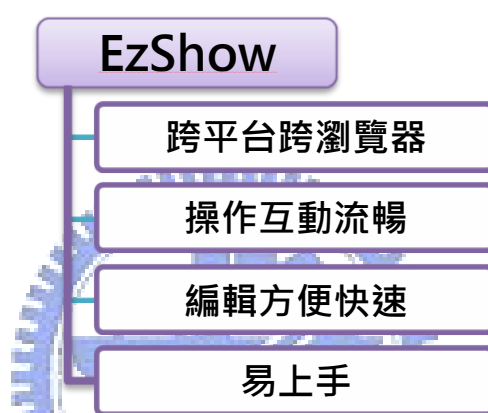 EzShow
跨平台跨瀏覽器
操作互動流暢
編輯方便快速
易上手